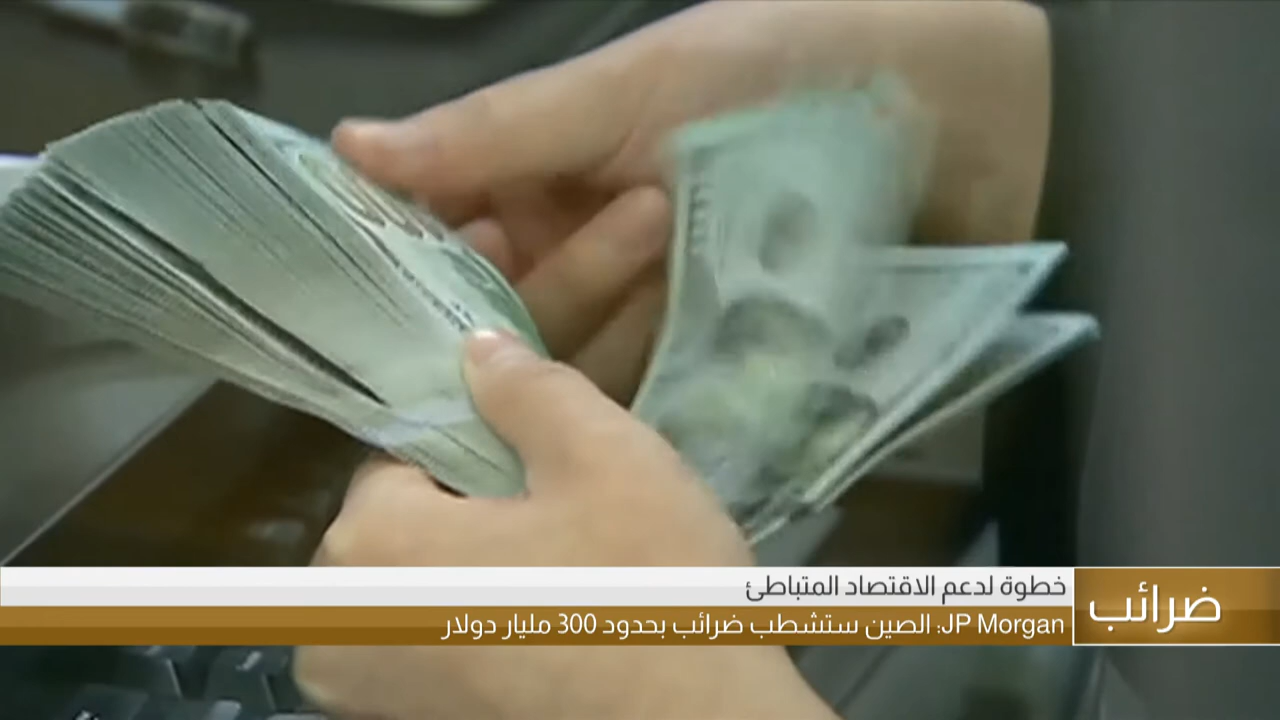 ضرائب
خطوة لدعم الاقتصاد المتباطئ
JP Morgan: الصين ستشطب ضرائب بحدود 300 مليار دولار